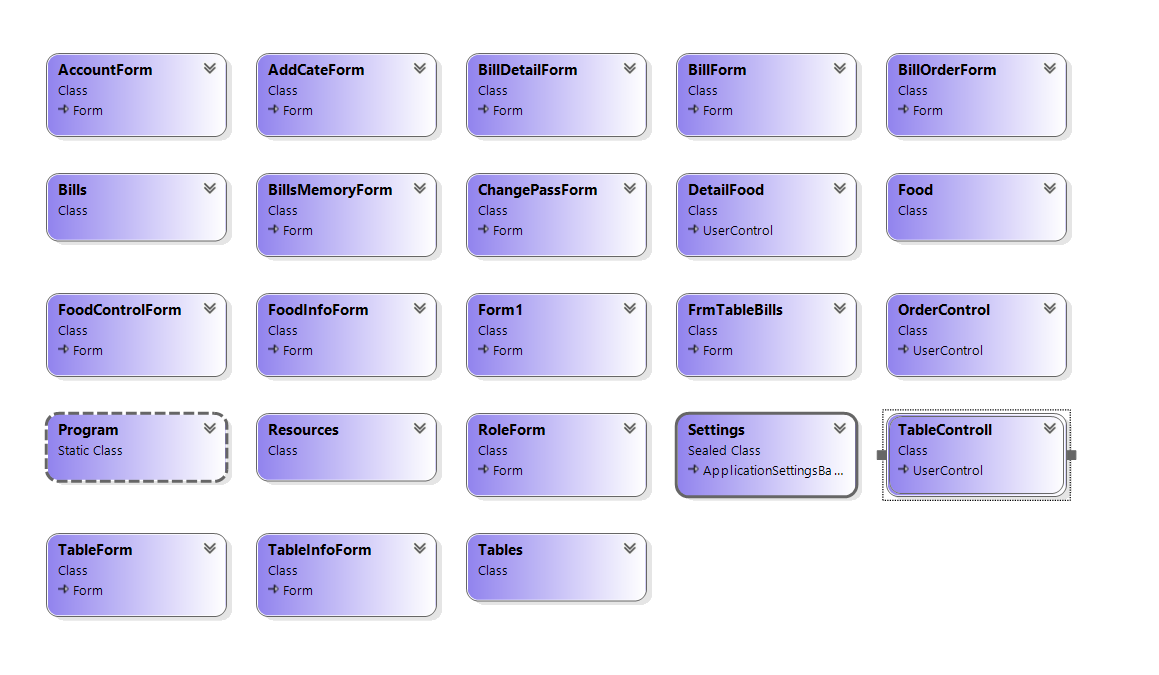 AccountForm
Class
Form
AddCateForm
Class
Form
BillDetailForm
Class
Form
BillForm
Class
Form
BillOrderForm
Class
Form
Bills
Class
BillsMemoryForm
Class
Form
ChangePassForm
Class
Form
DetailFood
Class
UserControl
Food
Class
FoodControlForm
Class
Form
FoodInfoForm
Class
Form
Form1
Class
Form
FrmTableBills
Class
Form
OrderControl
Class
UserControl
Program
Static Class
Resources
Class
RoleForm
Class
Form
Settings
Sealed Class
ApplicationSettingsBa...
TableControll
Class
UserControl
TableForm
Class
Form
TableInfoForm
Class
Form
Tables
Class